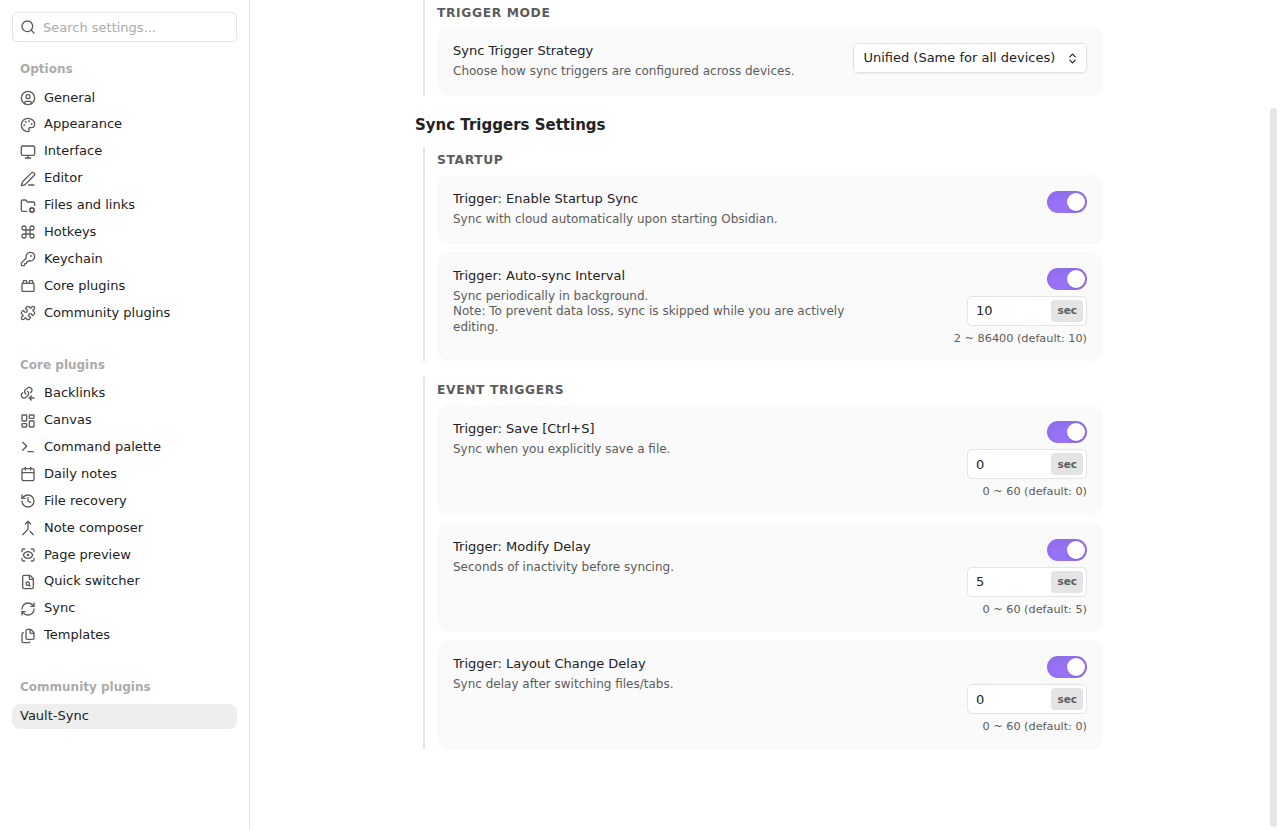 Search settings...
Options
General
Appearance
Interface
Editor
Files and links
Hotkeys
Keychain
Core plugins
Community plugins
Core plugins
Backlinks
Canvas
Command palette
Daily notes
File recovery
Note composer
Page preview
Quick switcher
Sync
Templates
Community plugins
Vault-Sync
TRIGGER MODE
Sync Trigger Strategy
Choose how sync triggers are configured across devices.
Unified (Same for all devices)
Sync Triggers Settings
STARTUP
Trigger: Enable Startup Sync
Sync with cloud automatically upon starting Obsidian.
Trigger: Auto-sync Interval
Sync periodically in background.
Note: To prevent data loss, sync is skipped while you are actively
editing.
10 sec
2 ~ 86400 (default: 10)
EVENT TRIGGERS
Trigger: Save [Ctrl+S]
Sync when you explicitly save a file.
0 sec
0 ~ 60 (default: 0)
Trigger: Modify Delay
Seconds of inactivity before syncing.
5 sec
0 ~ 60 (default: 5)
Trigger: Layout Change Delay
Sync delay after switching files/tabs.
0 sec
0 ~ 60 (default: 0)